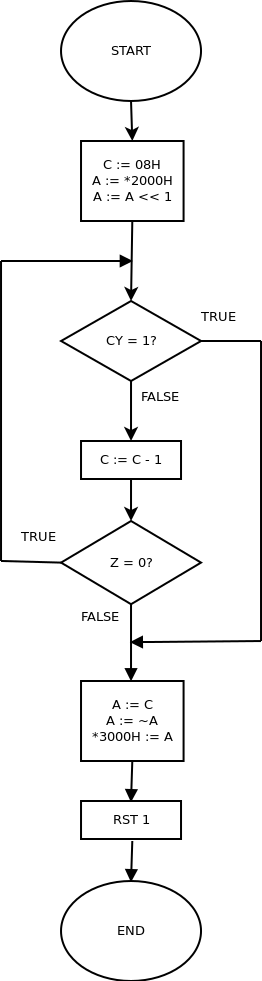 START
C := 08H
A := *2000H
A := A << 1
CY = 1?
TRUE
FALSE
C := C - 1
Z = 0?
TRUE
FALSE
A := C
A := ~A
*3000H := A
RST 1
END